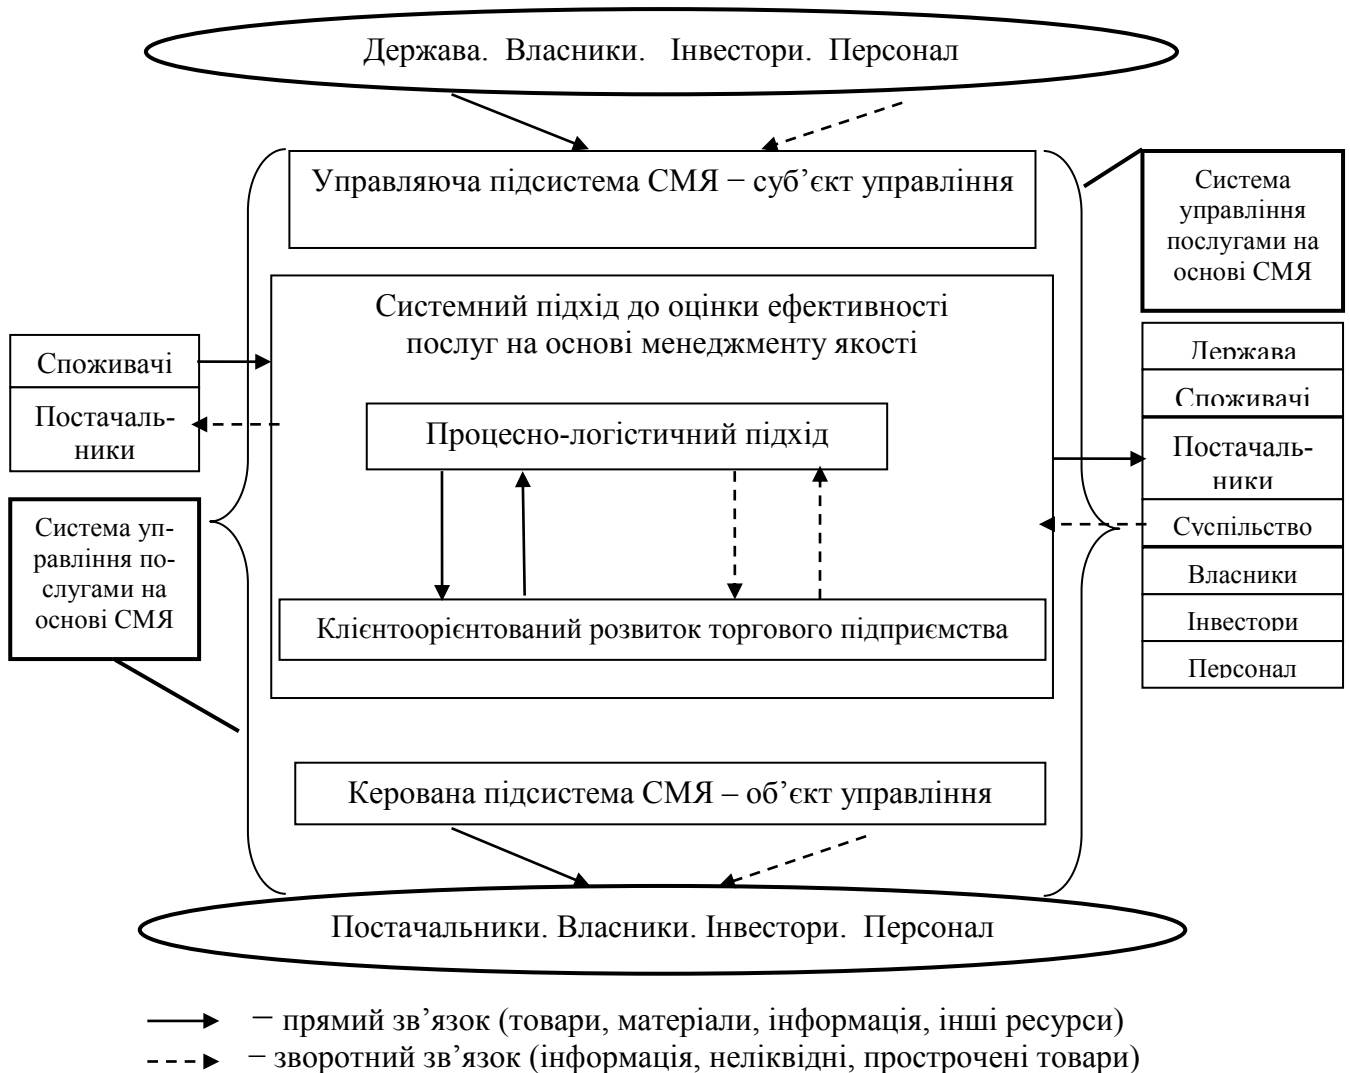 Держава. Власники. Інвестори. Персонал
Управляюча підсистема СМЯ − суб’єкт управління
Система
управління
послугами на
основі СМЯ
Системний підхід до оцінки ефективності
послуг на основі менеджменту якості
Споживачі
Постачаль-
ники
Процесно-логістичний підхід
Держава
Споживачі
Постачаль-
ники
Суспільство
Власники
Інвестори
Персонал
Система уп-
равління по-
слугами на
основі СМЯ
Клієнтоорієнтований розвиток торгового підприємства
Керована підсистема СМЯ – об’єкт управління
Постачальники. Власники. Інвестори. Персонал
− прямий зв’язок (товари, матеріали, інформація, інші ресурси)
− зворотний зв’язок (інформація, неліквідні, прострочені товари)